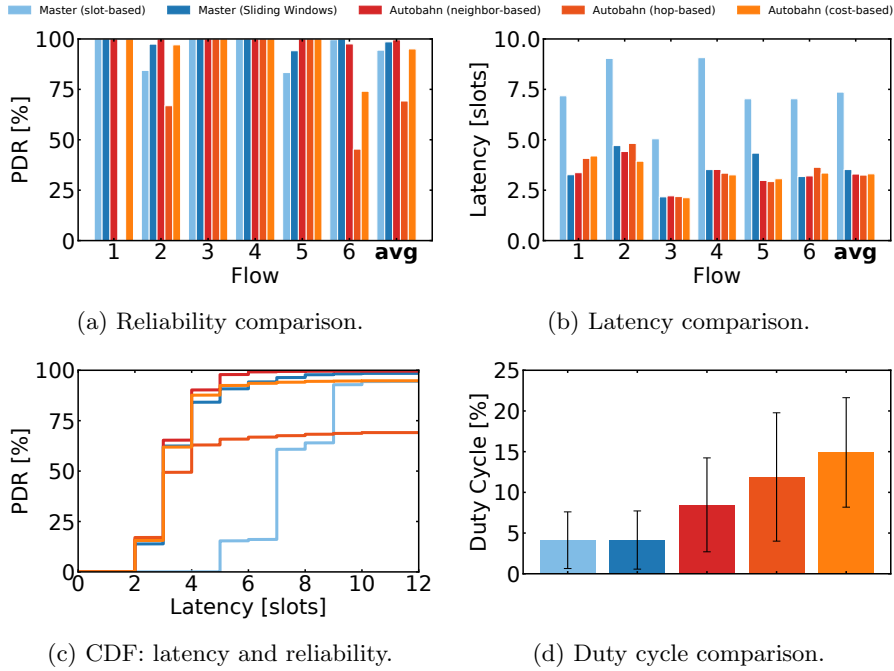 Master (slot-based) Master (Sliding Windows) Autobahn (neighbor-based) Autobahn (hop-based) Autobahn (cost-based)
PDR [%]
100
75
50
25
0
1 2 3 4 5 6 avg
Flow
(a) Reliability comparison.
Latency [slots]
10.0
7.5
5.0
2.5
0.0
1 2 3 4 5 6 avg
Flow
(b) Latency comparison.
PDR [%]
100
75
50
25
0
0 2 4 6 8 10 12
Latency [slots]
(c) CDF: latency and reliability.
Duty Cycle [%]
25
20
15
10
5
0
(d) Duty cycle comparison.